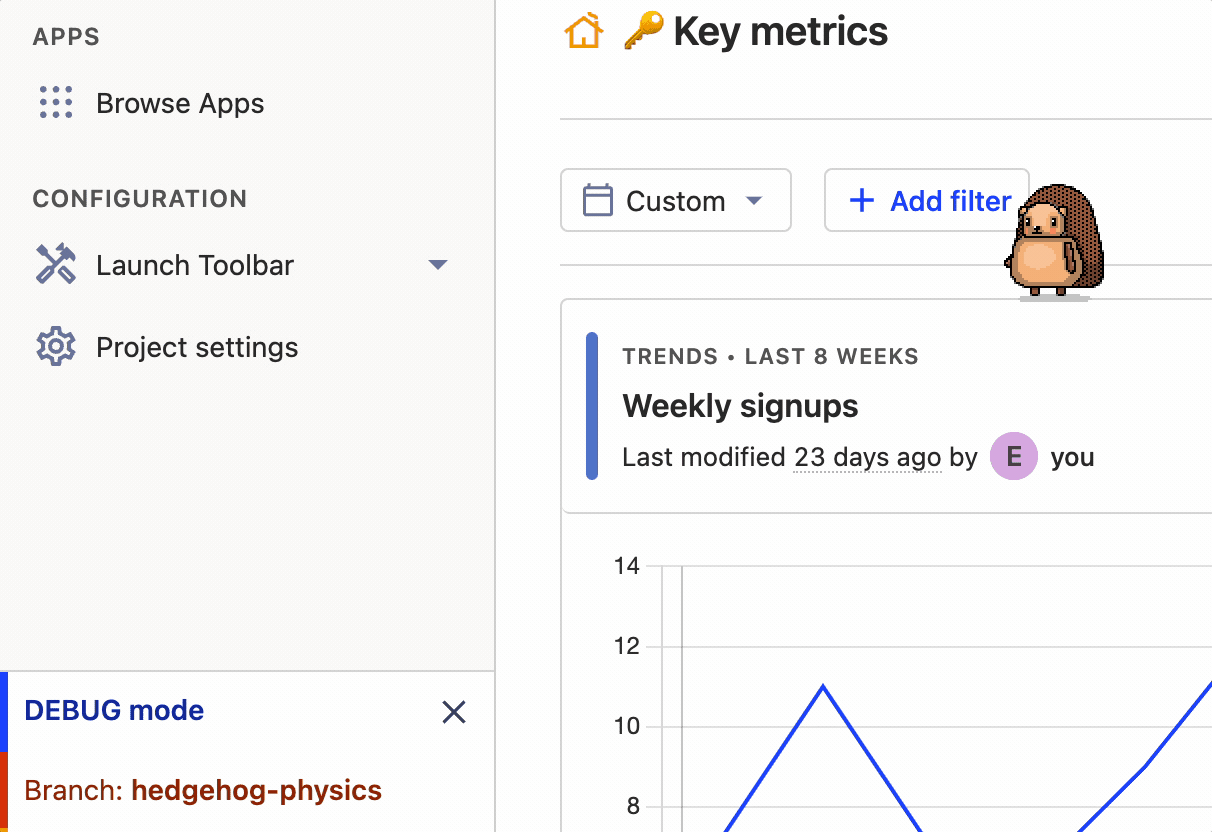 APPS
Browse Apps
CONFIGURATION
Launch Toolbar
Project settings
DEBUG mode
Branch: hedgehog-physics
Key metrics
Custom
+ Add filter
TRENDS • LAST 8 WEEKS
Weekly signups
Last modified 23 days ago by E you
14
12
10
8